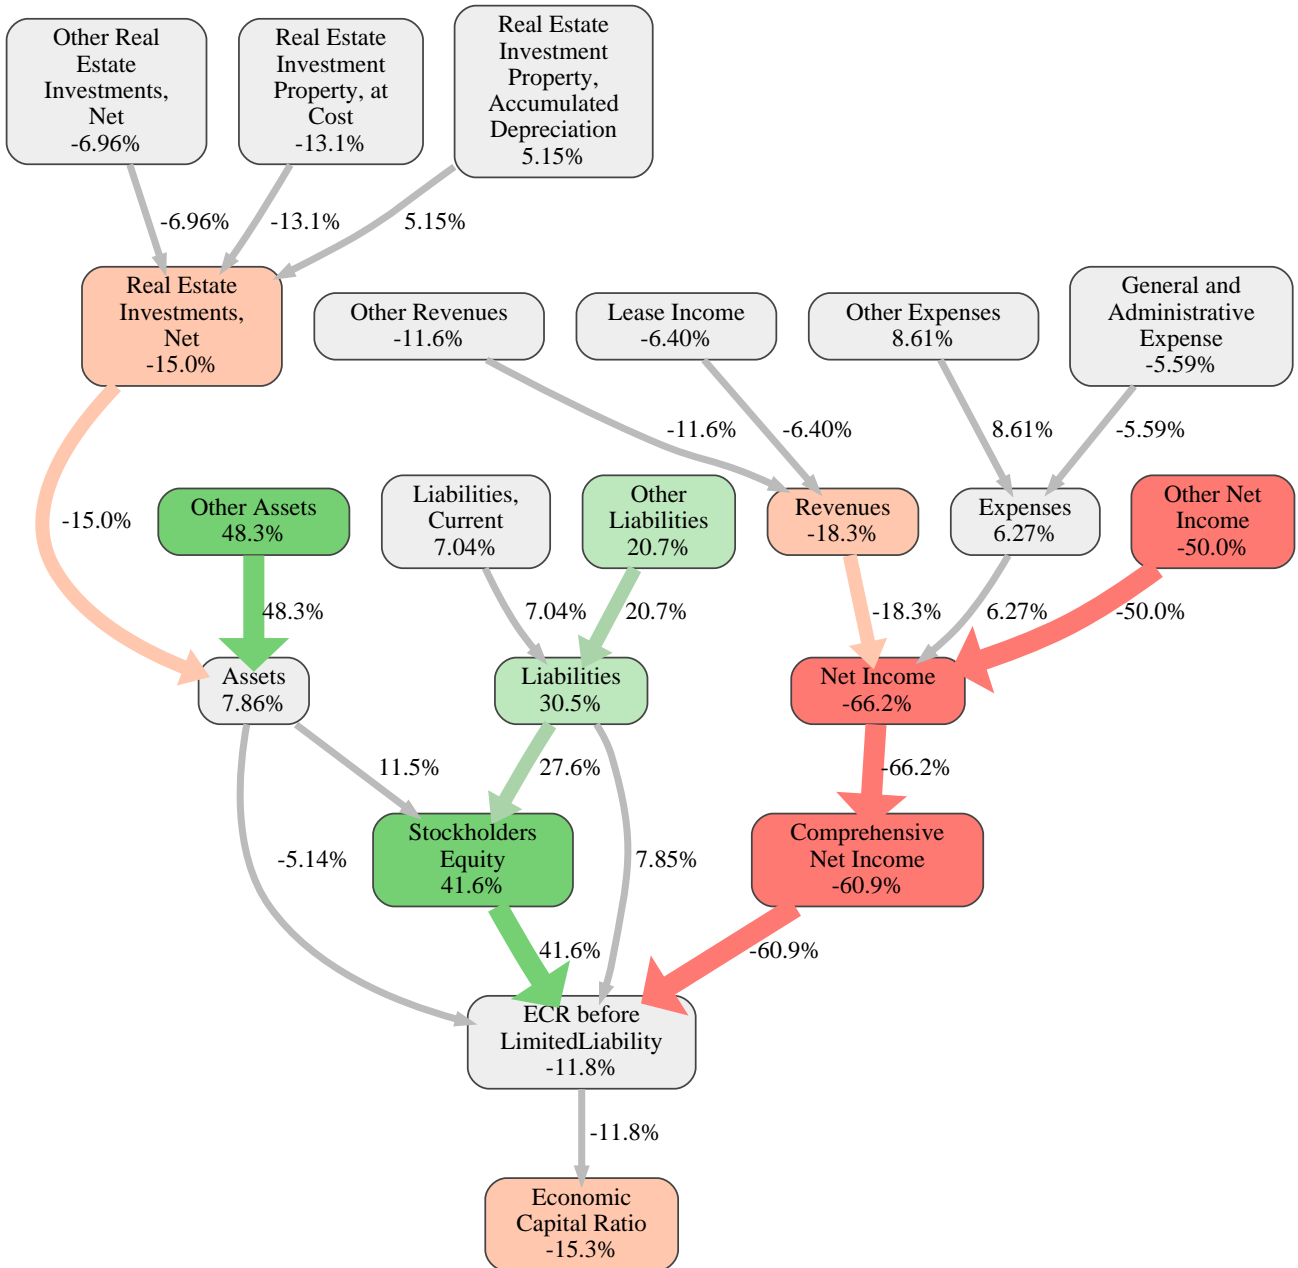 Other Real
Estate
Investments,
Net
-6.96%
Real Estate
Investment
Property, at
Cost
-13.1%
Real Estate
Investment
Property,
Accumulated
Depreciation
5.15%
-6.96%
-13.1%
5.15%
Real Estate
Investments,
Net
-15.0%
Other Revenues
-11.6%
Lease Income
-6.40%
Other Expenses
8.61%
General and
Administrative
Expense
-5.59%
-11.6%
-6.40%
8.61%
-5.59%
-15.0%
Other Assets
48.3%
Liabilities,
Current
7.04%
Other
Liabilities
20.7%
Revenues
-18.3%
Expenses
6.27%
Other Net
Income
-50.0%
48.3%
7.04%
20.7%
-18.3%
6.27%
-50.0%
Assets
7.86%
Liabilities
30.5%
Net Income
-66.2%
11.5%
27.6%
-66.2%
-5.14%
Stockholders
Equity
41.6%
7.85%
Comprehensive
Net Income
-60.9%
41.6%
-60.9%
ECR before
LimitedLiability
-11.8%
-11.8%
Economic
Capital Ratio
-15.3%